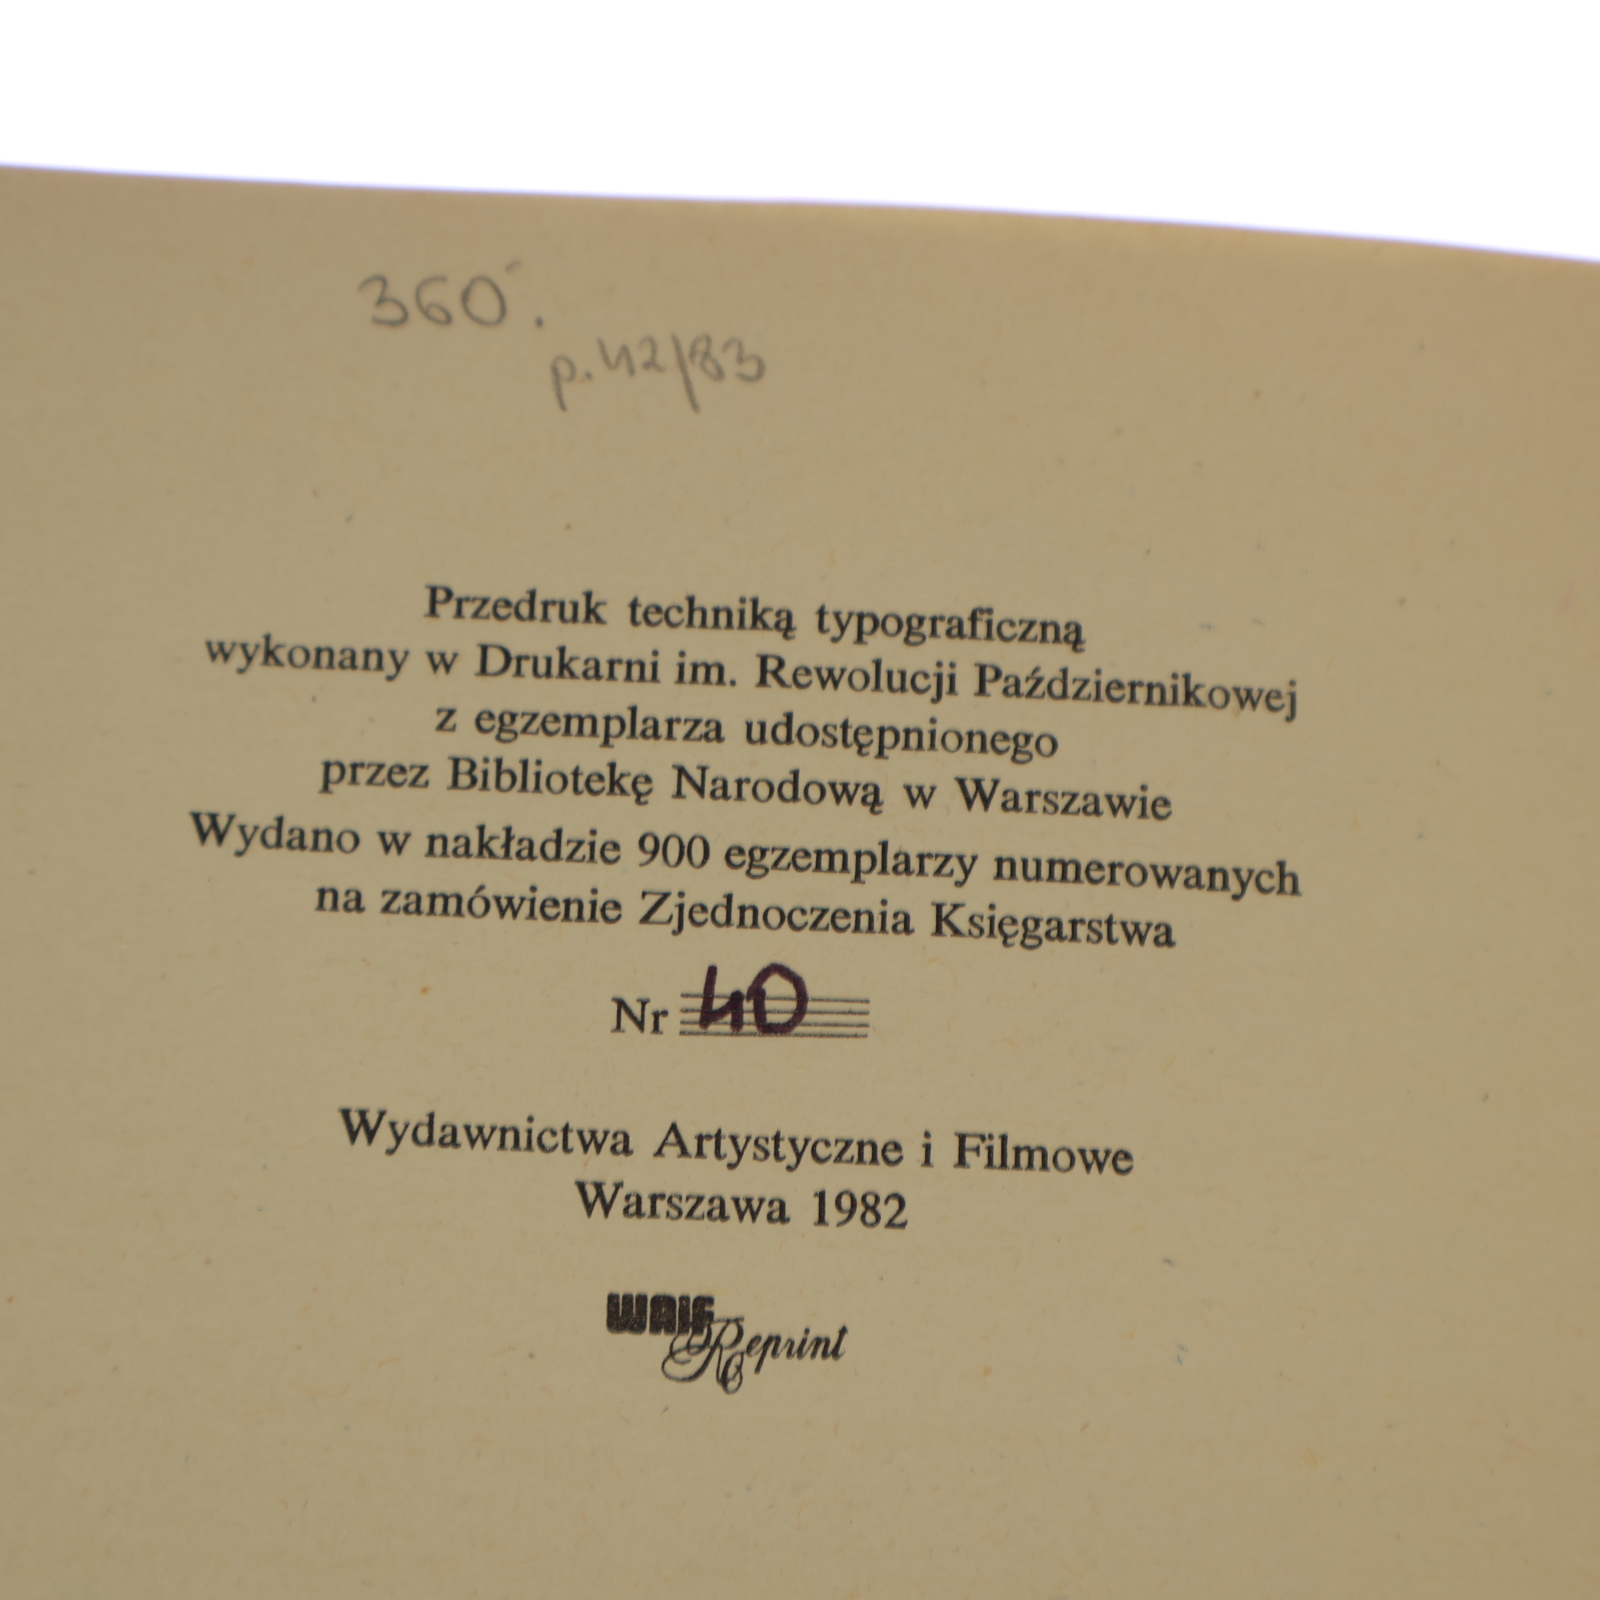 360.
p.42/83
Przedruk techniką typograficzną
wykonany w Drukarni im. Rewolucji Październikowej
z egzemplarza udostępnionego
przez Bibliotekę Narodową w Warszawie
Wydano w nakładzie 900 egzemplarzy numerowanych
na zamówienie Zjednoczenia Księgarstwa
Nr 40
Wydawnictwa Artystyczne i Filmowe
Warszawa 1982
WAIF
Reprint